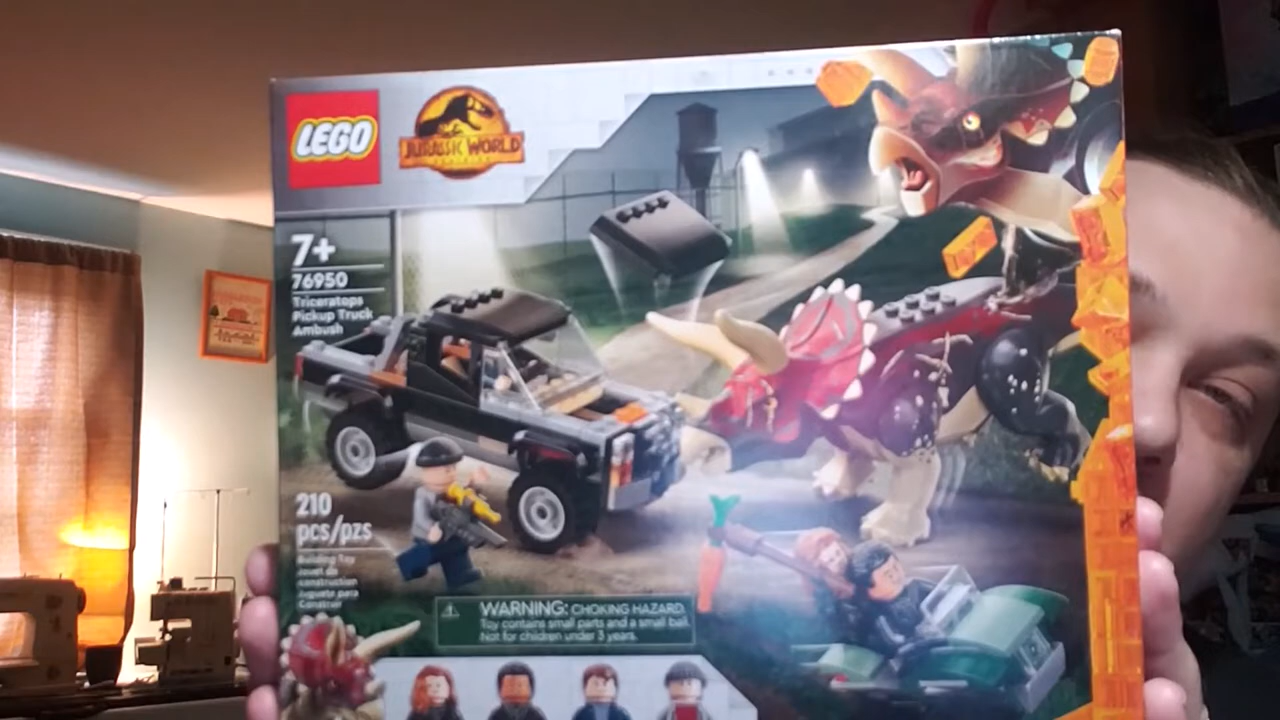 LEGO
JURASSIC WORLD
7+
76950
Triceratops
Pickup Truck
Ambush
210
pcs/pzs
Building Toy
Jouet de
construction
Juguete para
Construir
WARNING: CHOKING HAZARD.
Toy contains small parts and a small ball.
Not for children under 3 years.